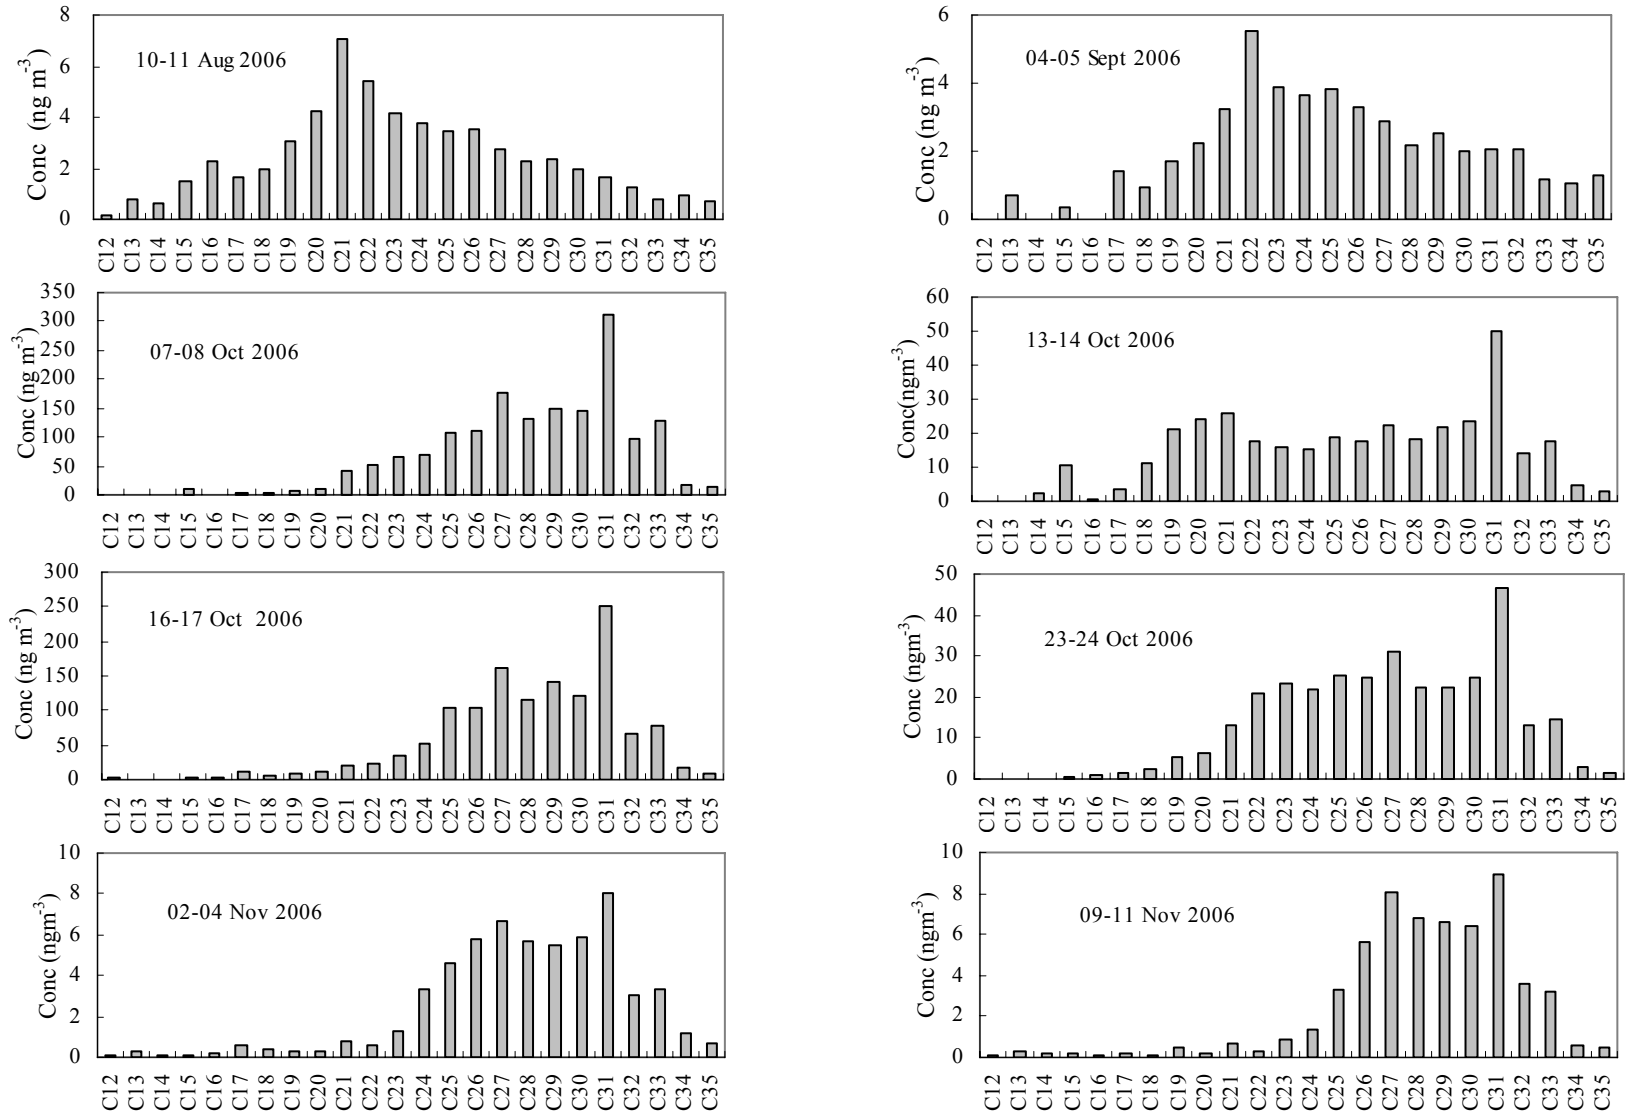 8
6
4
2
0
Conc (ng m-3)
10-11 Aug 2006
C12 C13 C14 C15 C16 C17 C18 C19 C20 C21 C22 C23 C24 C25 C26 C27 C28 C29 C30 C31 C32 C33 C34 C35
6
4
2
0
Conc (ng m-3)
04-05 Sept 2006
C12 C13 04 C15 C16 C17 C18 C19 C20 C21 C22 C23 C24 C25 C26 C27 C28 C29 C30 C31 C32 C33 C34 C35
350
300
250
200
150
100
50
0
Conc (ng m-3)
07-08 Oct 2006
C12 C13 C14 C15 C16 C17 C18 C19 C20 C21 C22 C23 C24 C25 C26 C27 C28 C29 C30 C31 C32 C33 C34 C35
60
50
40
30
20
10
0
Conc(ngm-3)
13-14 Oct 2006
C12 C13 C14 C15 C16 C17 C18 C19 C20 C21 C22 C23 C24 C25 C26 C27 C28 C29 C30 C31 C32 C33 C34 C35
300
250
200
150
100
50
0
Conc (ng m-3)
16-17 Oct 2006
C12 C13 C14 C15 C16 C17 C18 C19 C20 C21 C22 C23 C24 C25 C26 C27 C28 C29 C30 C31 C32 C33 C34 C35
50
40
30
20
10
0
Conc (ngm-3)
23-24 Oct 2006
C12 C13 C14 C15 C16 C17 C18 C19 C20 C21 C22 C23 C24 C25 C26 C27 C28 C29 C30 C31 C32 C33 C34 C35
10
8
6
4
2
0
Conc (ngm-3)
02-04 Nov 2006
C12 C13 C14 C15 C16 C17 C18 C19 C20 C21 C22 C23 C24 C25 C26 C27 C28 C29 C30 C31 C32 C33 C34 C35
10
8
6
4
2
0
Conc (ngm-3)
09-11 Nov 2006
C12 C13 C14 C15 C16 C17 C18 C19 C20 C21 C22 C23 C24 C25 C26 C27 C28 C29 C30 C31 C32 C33 C34 C35